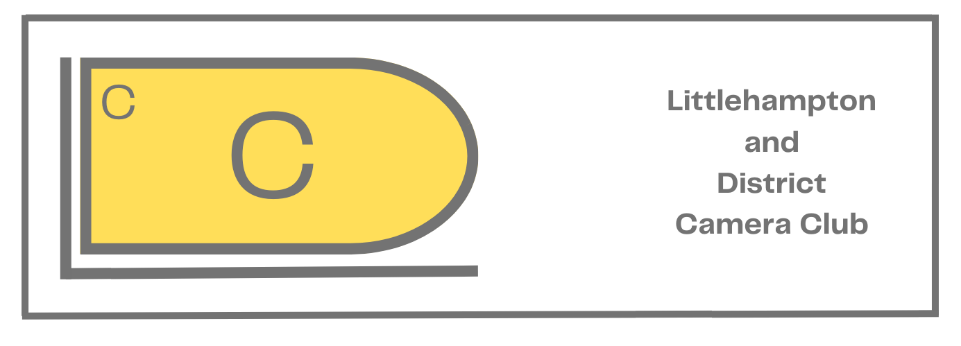 C
C
Littlehampton
and
District
Camera Club